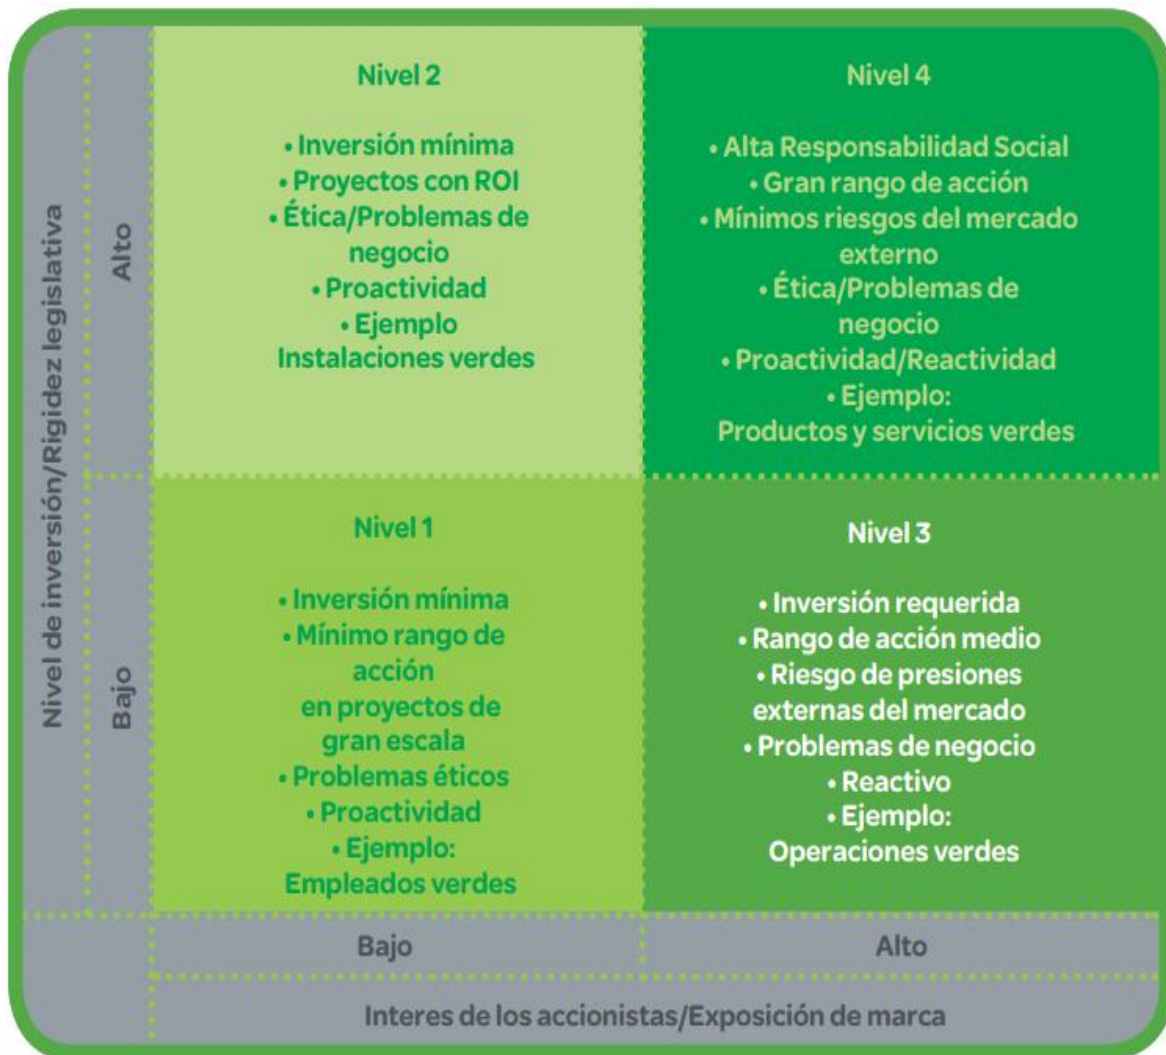 Nivel de inversión/Rigidez legislativa
Alto
Bajo
Nivel 2
• Inversión mínima
• Proyectos con ROI
• Ética/Problemas de
negocio
• Proactividad
• Ejemplo
Instalaciones verdes
Nivel 4
• Alta Responsabilidad Social
• Gran rango de acción
• Mínimos riesgos del mercado
externo
• Ética/Problemas de
negocio
• Proactividad/Reactividad
• Ejemplo:
Productos y servicios verdes
Nivel 1
• Inversión mínima
• Mínimo rango de
acción
en proyectos de
gran escala
• Problemas éticos
• Proactividad
• Ejemplo:
Empleados verdes
Nivel 3
• Inversión requerida
• Rango de acción medio
• Riesgo de presiones
externas del mercado
• Problemas de negocio
• Reactivo
• Ejemplo:
Operaciones verdes
Bajo
Alto
Interes de los accionistas/Exposición de marca